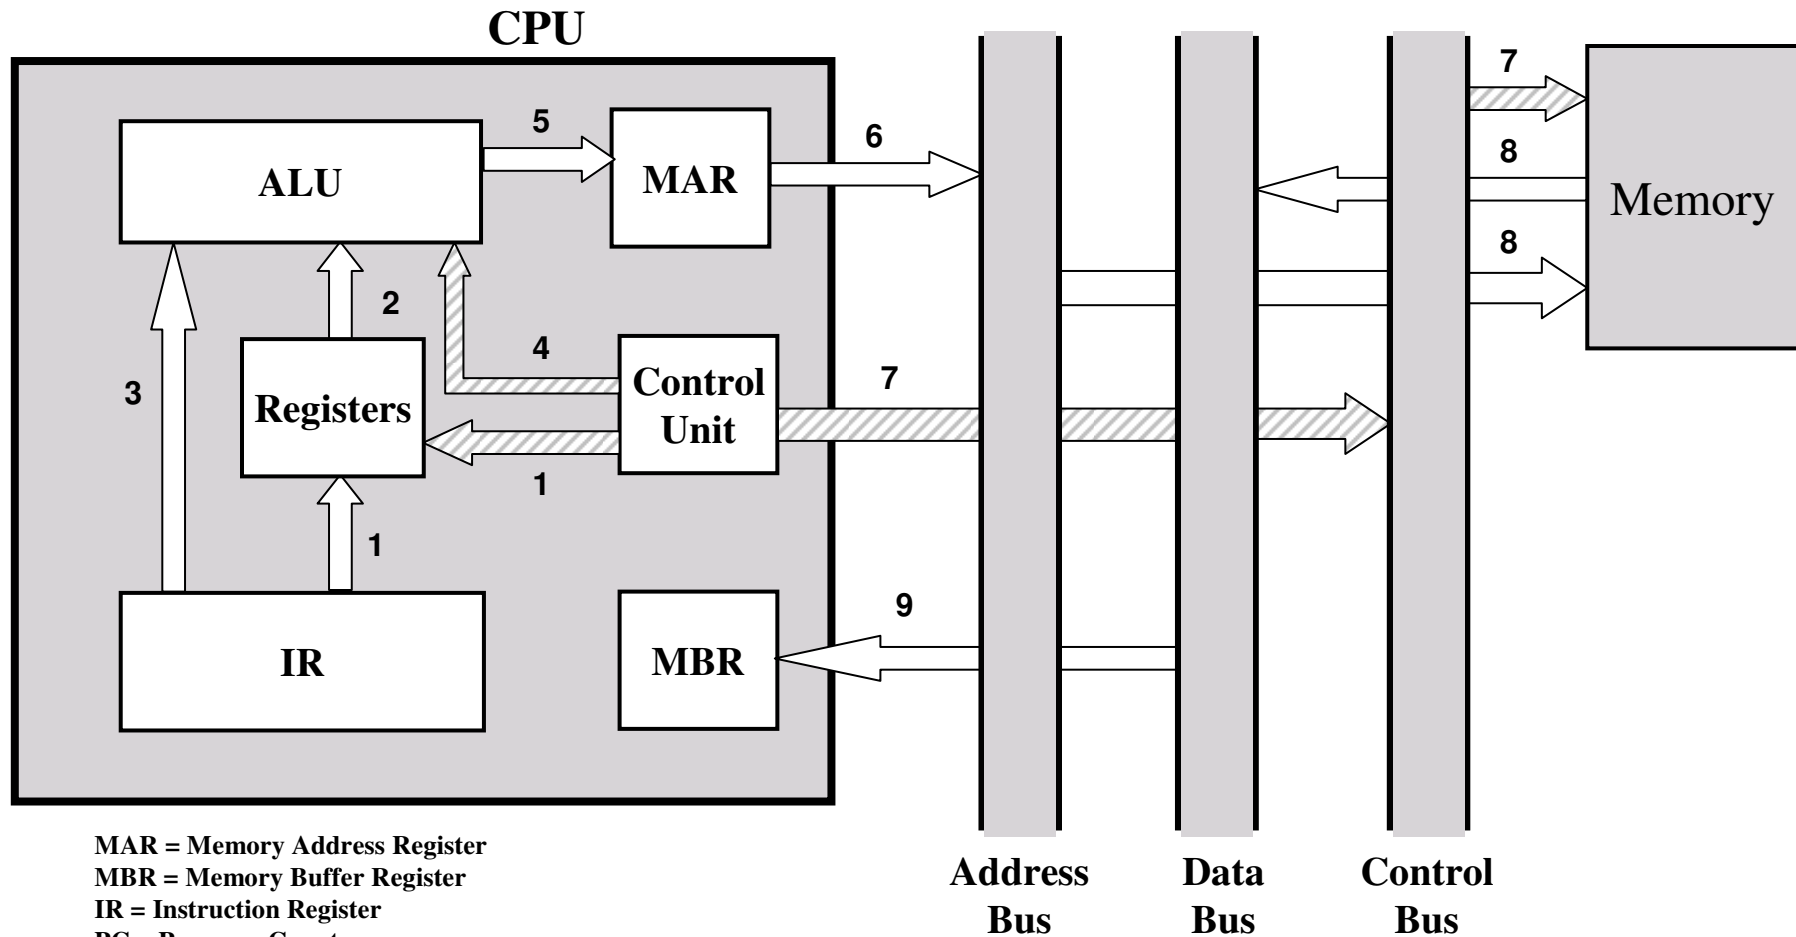 CPU
5
7
6
8
ALU
MAR
Memory
8
2
4
Control
Unit
7
3
Registers
1
1
9
IR
MBR
MAR = Memory Address Register
MBR = Memory Buffer Register
IR = Instruction Register
Address
Bus
Data
Bus
Control
Bus